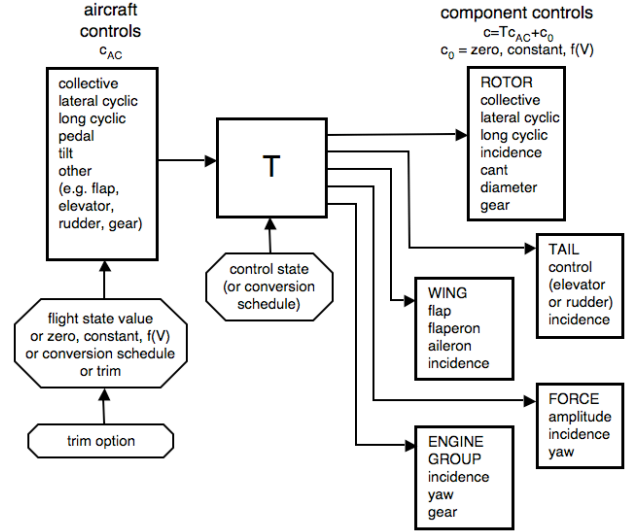 aircraft
controls
c_AC
collective
lateral cyclic
long cyclic
pedal
tilt
other
(e.g. flap,
elevator,
rudder, gear)
flight state value
or zero, constant, f(V)
or conversion schedule
or trim
trim option
T
control state
(or conversion
schedule)
component controls
c=Tc_AC+c_0
c_0 = zero, constant, f(V)
ROTOR
collective
lateral cyclic
long cyclic
incidence
cant
diameter
gear
TAIL
control
(elevator
or rudder)
incidence
WING
flap
flaperon
aileron
incidence
FORCE
amplitude
incidence
yaw
ENGINE
GROUP
incidence
yaw
gear